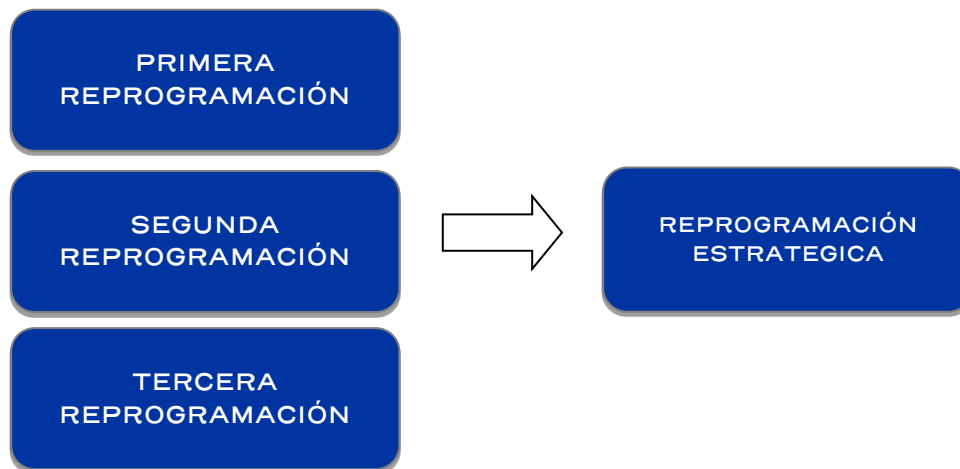 PRIMERA
REPROGRAMACIÓN
SEGUNDA
REPROGRAMACIÓN
TERCERA
REPROGRAMACIÓN
REPROGRAMACIÓN
ESTRATEGICA